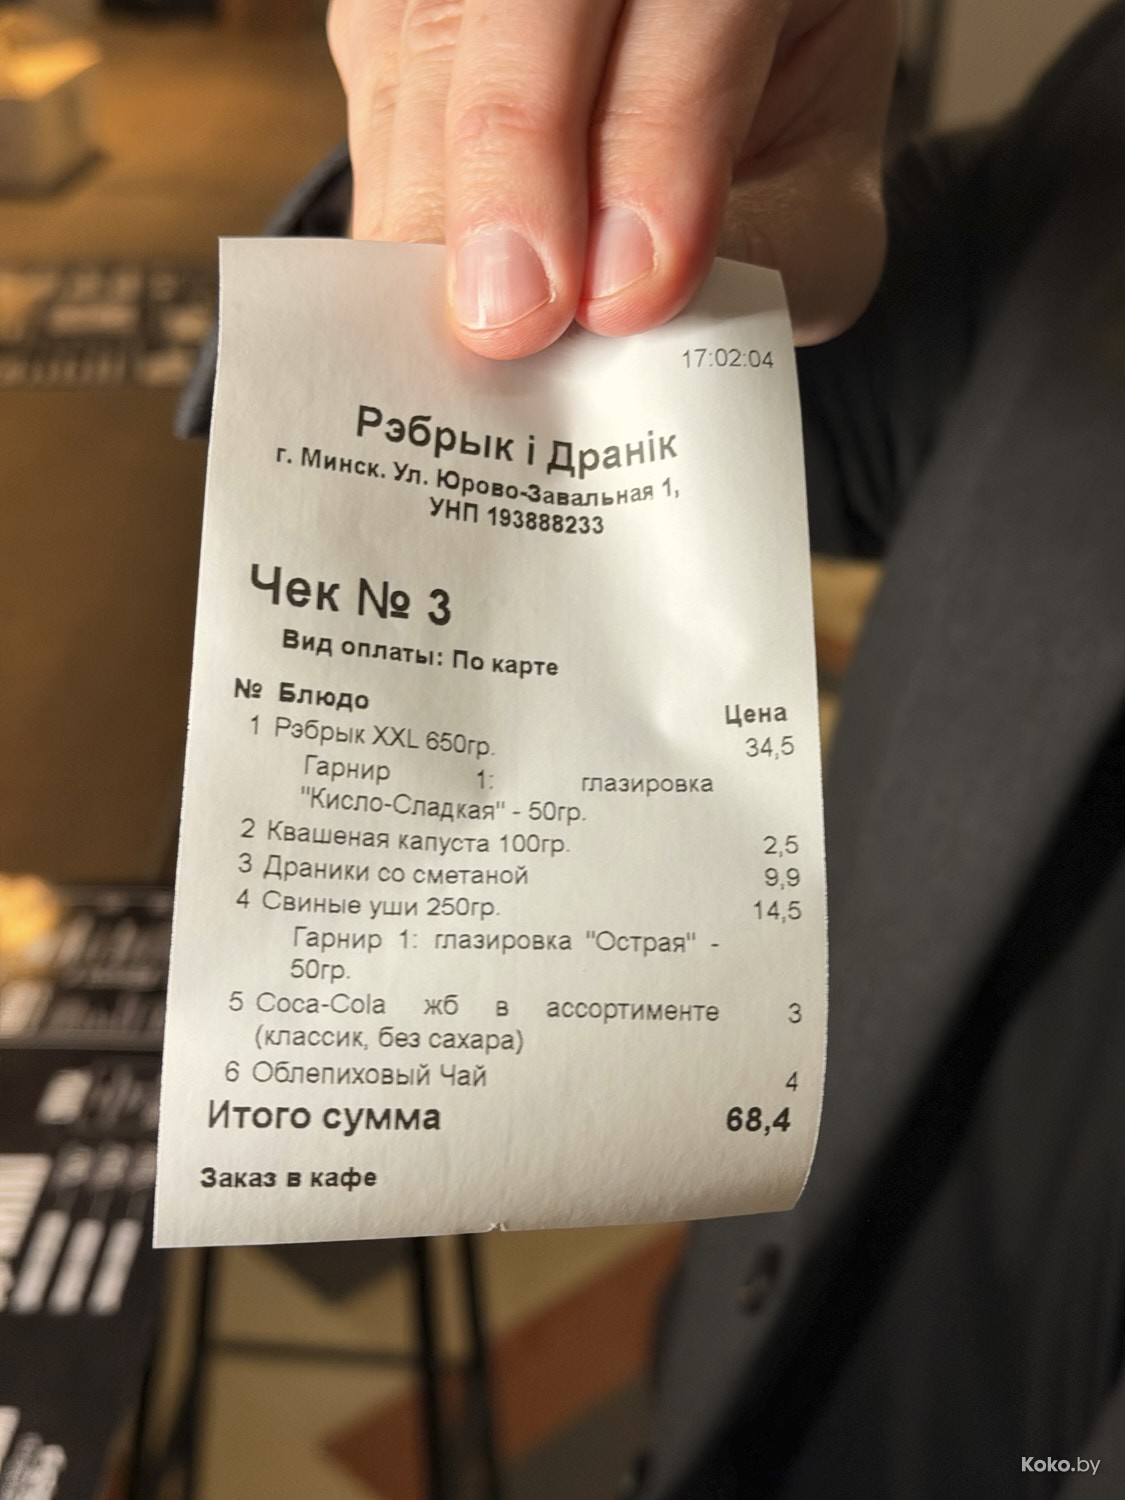 17:02:04
Рэбрык і Дранік
г. Минск. Ул. Юрово-Завальная 1,
УНП 193888233
Чек № 3
Вид оплаты: По карте
№ Блюдо Цена
1 Рэбрык XXL 650гр. 34,5
Гарнир 1: глазировка
"Кисло-Сладкая" - 50гр.
2 Квашеная капуста 100гр. 2,5
3 Драники со сметаной 9,9
4 Свиные уши 250гр. 14,5
Гарнир 1: глазировка "Острая" -
50гр.
5 Coca-Cola жб в ассортименте 3
(классик, без сахара)
6 Облепиховый Чай 4
Итого сумма 68,4
Заказ в кафе
Koko.by